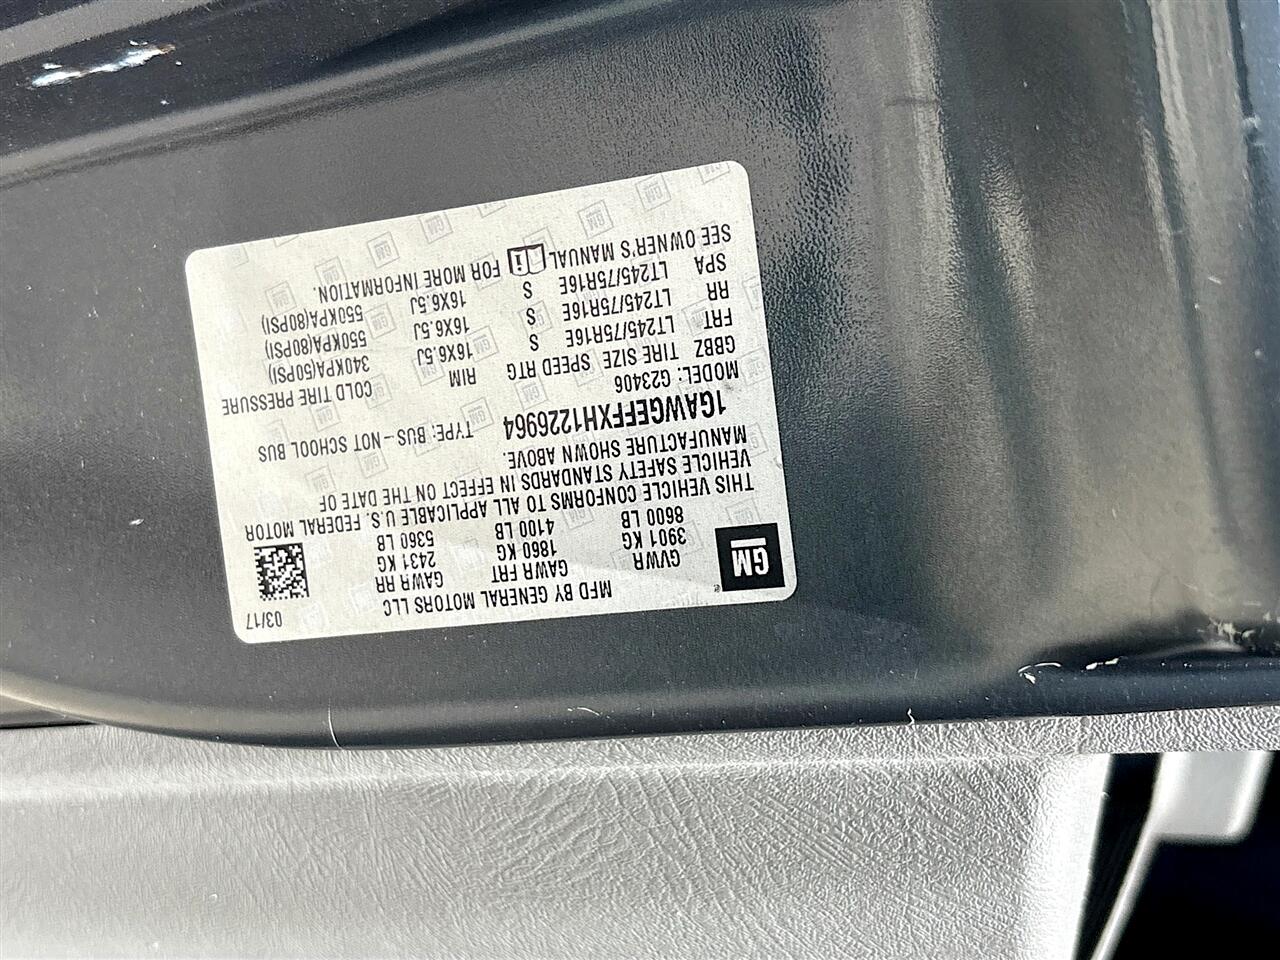 GM
MFD BY GENERAL MOTORS LLC 03/17
GVWR GAWR FRT GAWR RR
3901 KG 1860 KG 2431 KG
8600 LB 4100 LB 5360 LB
THIS VEHICLE CONFORMS TO ALL APPLICABLE U.S. FEDERAL MOTOR
VEHICLE SAFETY STANDARDS IN EFFECT ON THE DATE OF
MANUFACTURE SHOWN ABOVE.
1GAWGEFFXH1226964 TYPE: BUS-NOT SCHOOL BUS
MODEL: G23406
GBBZ TIRE SIZE SPEED RTG RIM COLD TIRE PRESSURE
FRT LT245/75R16E S 16X6.5J 340KPA(50PSI)
RR LT245/75R16E S 16X6.5J 550KPA(80PSI)
SPA LT245/75R16E S 16X6.5J 550KPA(80PSI)
SEE OWNER'S MANUAL FOR MORE INFORMATION.